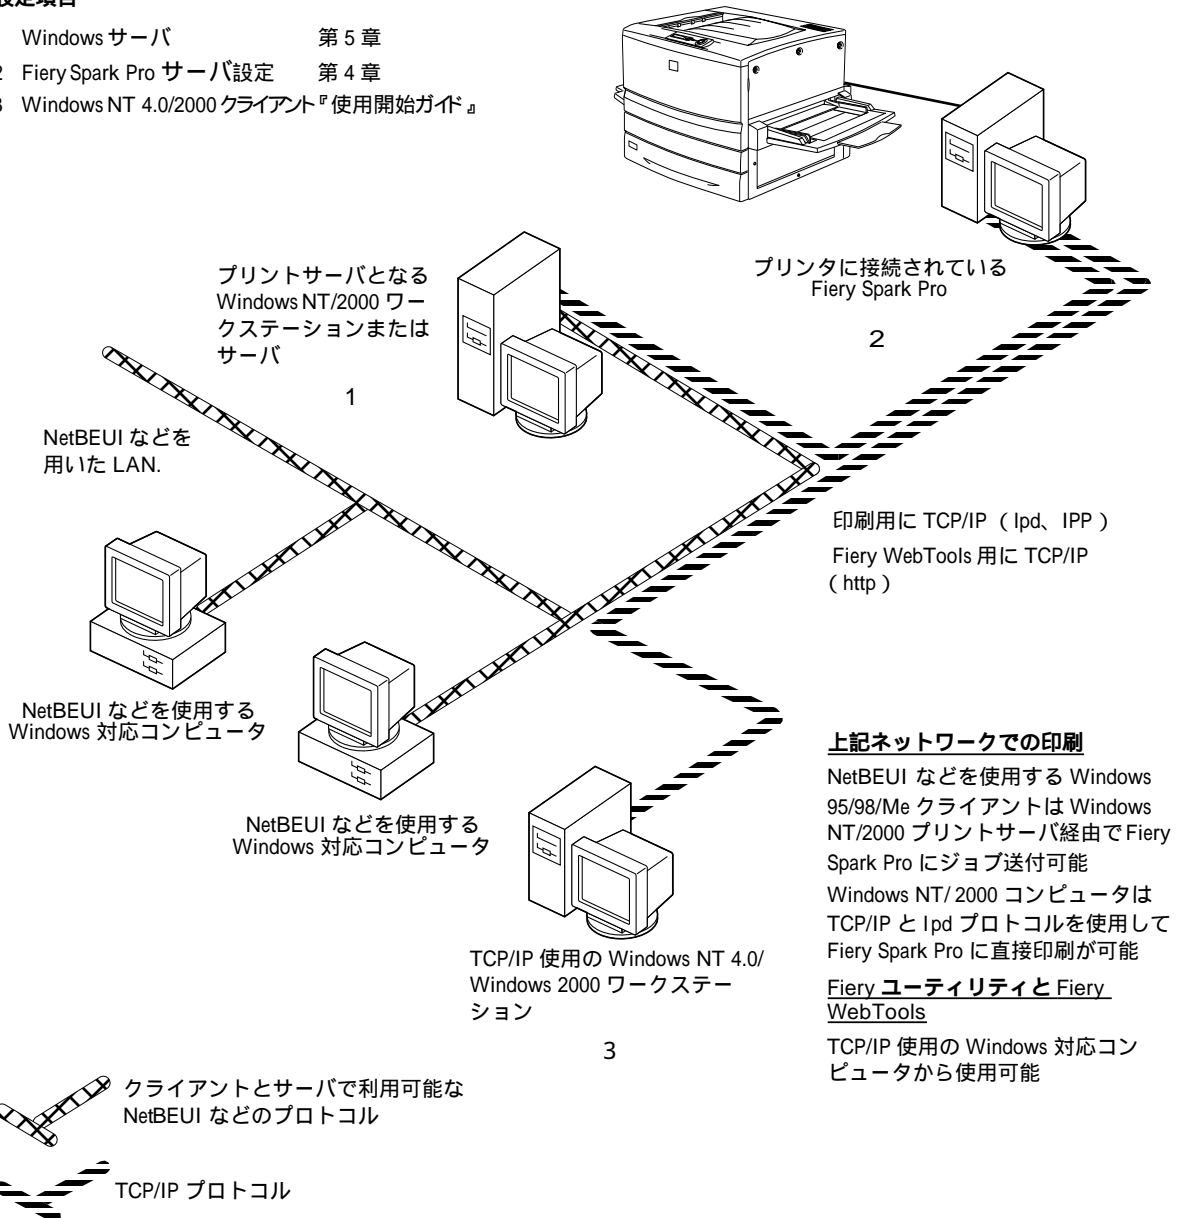 設定項目
Windows サーバ 第 5 章
2 Fiery Spark Pro サーバ設定 第 4 章
3 Windows NT 4.0/2000 クライアント『使用開始ガイド』
プリントサーバとなる
Windows NT/2000 ワー
クステーションまたは
サーバ
1
プリンタに接続されている
Fiery Spark Pro
2
NetBEUI などを
用いた LAN.
印刷用に TCP/IP （lpd、IPP）
Fiery WebTools 用に TCP/IP
（http）
NetBEUI などを使用する
Windows 対応コンピュータ
NetBEUI などを使用する
Windows 対応コンピュータ
TCP/IP 使用の Windows NT 4.0/
Windows 2000 ワークステー
ション
3
上記ネットワークでの印刷
NetBEUI などを使用する Windows
95/98/Me クライアントは Windows
NT/2000 プリントサーバ経由で Fiery
Spark Pro にジョブ送付可能
Windows NT/ 2000 コンピュータは
TCP/IP と lpd プロトコルを使用して
Fiery Spark Pro に直接印刷が可能
Fiery ユーティリティと Fiery
WebTools
TCP/IP 使用の Windows 対応コン
ピュータから使用可能
クライアントとサーバで利用可能な
NetBEUI などのプロトコル
TCP/IP プロトコル